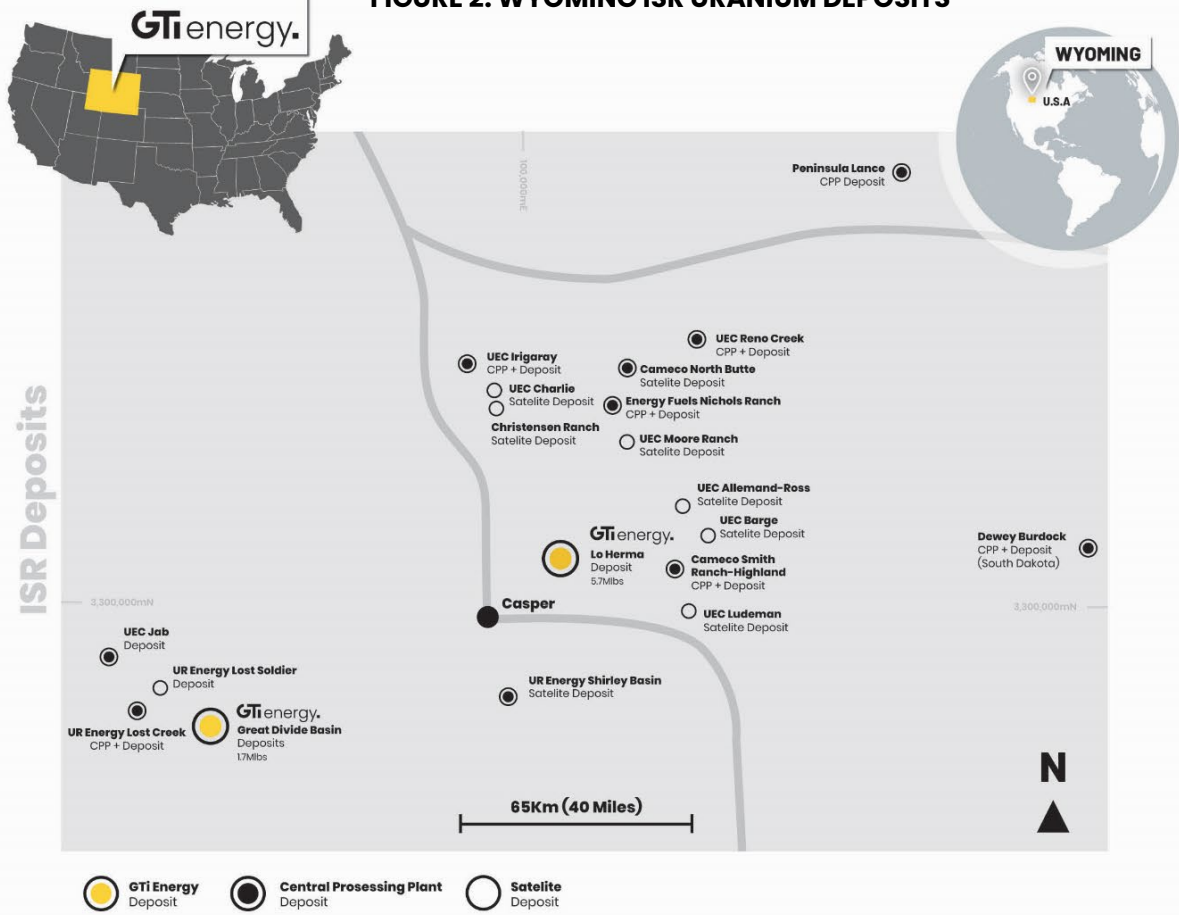 FIGURE 2: WYOMING ISR URANIUM DEPOSITS
GTi energy.
WYOMING
U.S.A
100,000mE
Peninsula Lance
CPP Deposit
UEC Reno Creek
CPP + Deposit
UEC Irigaray
CPP + Deposit
Cameco North Butte
Satelite Deposit
UEC Charlie
Satelite Deposit
Energy Fuels Nichols Ranch
CPP + Deposit
Christensen Ranch
Satelite Deposit
UEC Moore Ranch
Satelite Deposit
ISR Deposits
UEC Allemand-Ross
Satelite Deposit
UEC Barge
Satelite Deposit
GTi energy.
Lo Herma
Deposit
5.7Mlbs
Cameco Smith
Ranch-Highland
CPP + Deposit
Dewey Burdock
CPP + Deposit
(South Dakota)
3,300,000mN
Casper
3,300,000mN
UEC Ludeman
Satelite Deposit
UEC Jab
Deposit
UR Energy Lost Soldier
Deposit
UR Energy Shirley Basin
Satelite Deposit
GTi energy.
Great Divide Basin
Deposits
1.7Mlbs
UR Energy Lost Creek
CPP + Deposit
N
65Km (40 Miles)
GTi Energy
Deposit
Central Prosessing Plant
Deposit
Satelite
Deposit